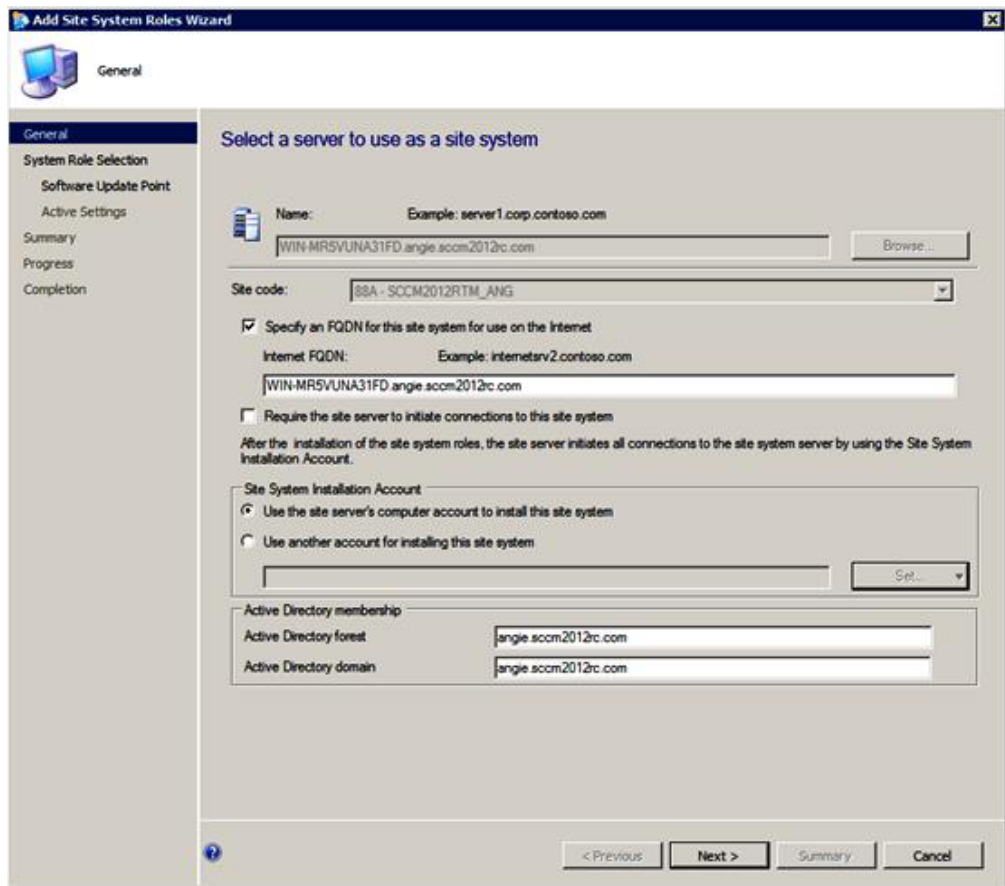 Add Site System Roles Wizard
General
General
System Role Selection
Software Update Point
Active Settings
Summary
Progress
Completion
Select a server to use as a site system
Name: Example: server1.corp.contoso.com
WIN-MR5VUNA31FD.angie.sccm2012rc.com
Browse...
Site code: 88A - SCCM2012RTM_ANG
Specify an FQDN for this site system for use on the Internet
Internet FQDN: Example: internetsrv2.contoso.com
WIN-MR5VUNA31FD.angie.sccm2012rc.com
Require the site server to initiate connections to this site system
After the installation of the site system roles, the site server initiates all connections to the site system server by using the Site System
Installation Account.
Site System Installation Account
Use the site server's computer account to install this site system
Use another account for installing this site system
Set...
Active Directory membership
Active Directory forest angie.sccm2012rc.com
Active Directory domain angie.sccm2012rc.com
< Previous Next > Summary Cancel